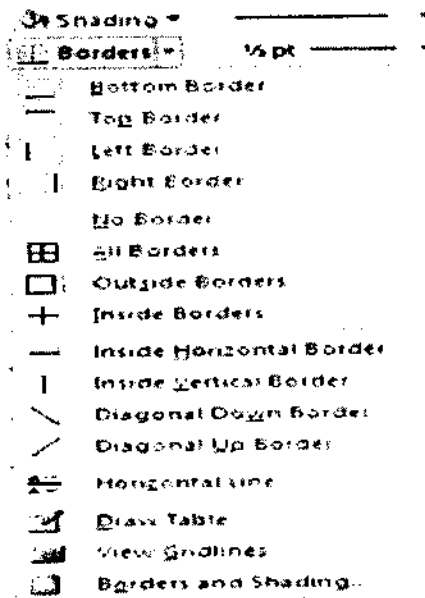 Shading
Borders ½ pt
Bottom Border
Top Border
Left Border
Right Border
No Border
All Borders
Outside Borders
Inside Borders
Inside Horizontal Border
Inside Vertical Border
Diagonal Down Border
Diagonal Up Border
Horizontal Line
Draw Table
View Gridlines
Borders and Shading...